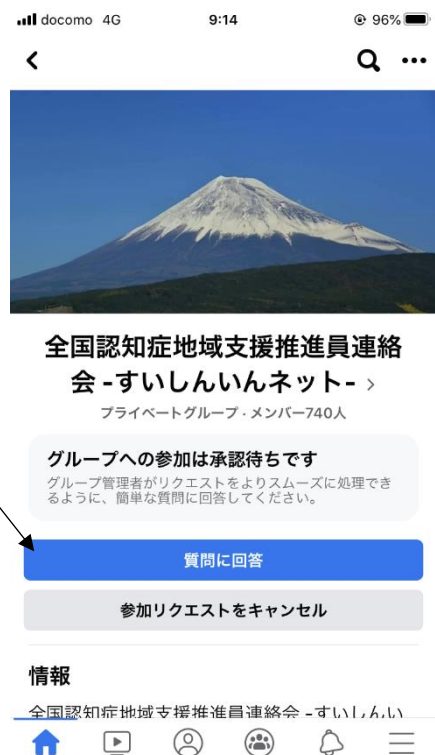 docomo 4G 9:14 96%
全国認知症地域支援推進員連絡
会 -すいしんいんネット- >
プライベートグループ · メンバー740人
グループへの参加は承認待ちです
グループ管理者がリクエストをよりスムーズに処理でき
るように、簡単な質問に回答してください。
質問に回答
参加リクエストをキャンセル
情報
全国認知症地域支援推進員連絡会 -すいしんい